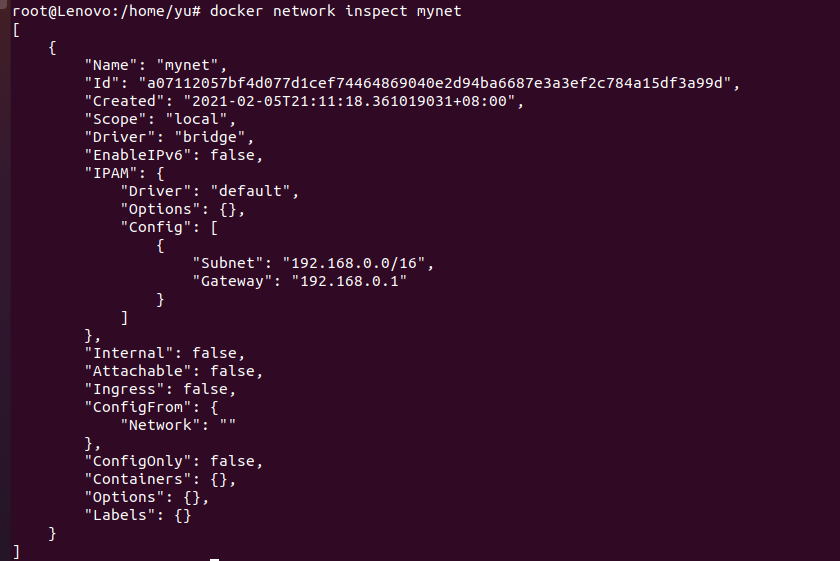 root@Lenovo:/home/yu# docker network inspect mynet
[
    {
        "Name": "mynet",
        "Id": "a07112057bf4d077d1cef74464869040e2d94ba6687e3a3ef2c784a15df3a99d",
        "Created": "2021-02-05T21:11:18.361019031+08:00",
        "Scope": "local",
        "Driver": "bridge",
        "EnableIPv6": false,
        "IPAM": {
            "Driver": "default",
            "Options": {},
            "Config": [
                {
                    "Subnet": "192.168.0.0/16",
                    "Gateway": "192.168.0.1"
                }
            ]
        },
        "Internal": false,
        "Attachable": false,
        "Ingress": false,
        "ConfigFrom": {
            "Network": ""
        },
        "ConfigOnly": false,
        "Containers": {},
        "Options": {},
        "Labels": {}
    }
]